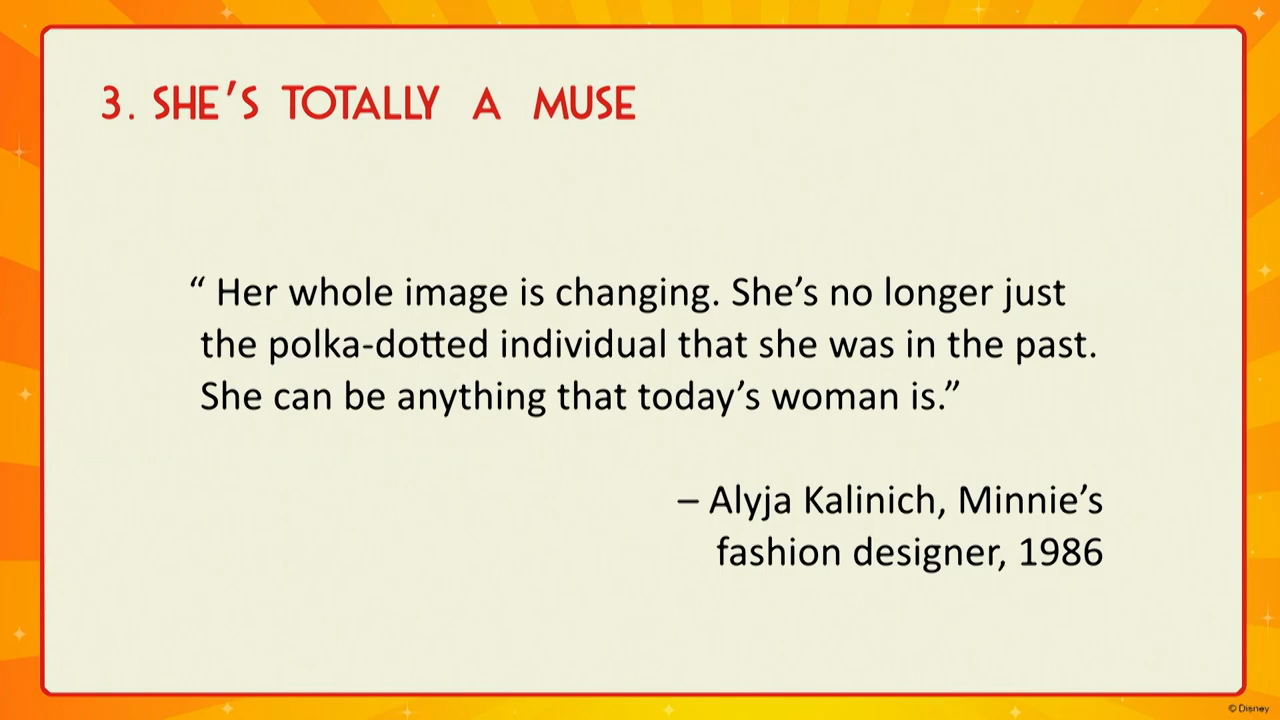 3. SHE'S TOTALLY A MUSE
“ Her whole image is changing. She’s no longer just
the polka-dotted individual that she was in the past.
She can be anything that today’s woman is.”
– Alyja Kalinich, Minnie’s
fashion designer, 1986
© Disney